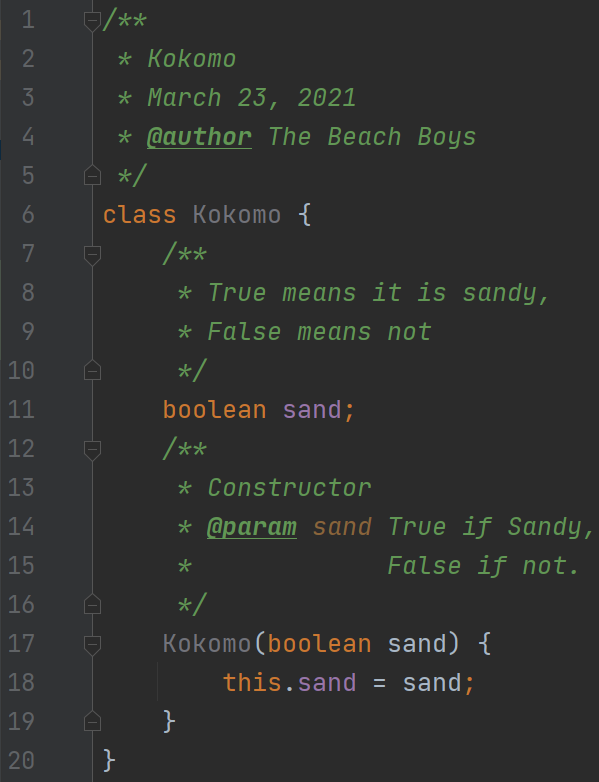 1 /**
2  * Kokomo
3  * March 23, 2021
4  * @author The Beach Boys
5  */
6 class Kokomo {
7     /**
8      * True means it is sandy,
9      * False means not
10      */
11     boolean sand;
12     /**
13      * Constructor
14      * @param sand True if Sandy,
15      *             False if not.
16      */
17     Kokomo(boolean sand) {
18         this.sand = sand;
19     }
20 }